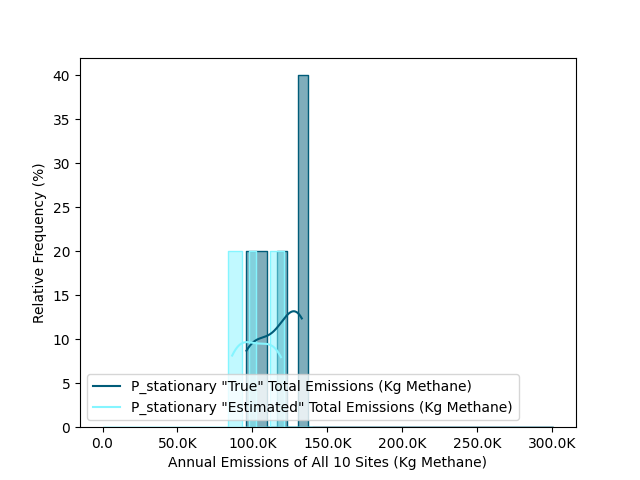 40
35
30
25
20
15
10
5
0
Relative Frequency (%)
P_stationary "True" Total Emissions (Kg Methane)
P_stationary "Estimated" Total Emissions (Kg Methane)
0.0 50.0K 100.0K 150.0K 200.0K 250.0K 300.0K
Annual Emissions of All 10 Sites (Kg Methane)